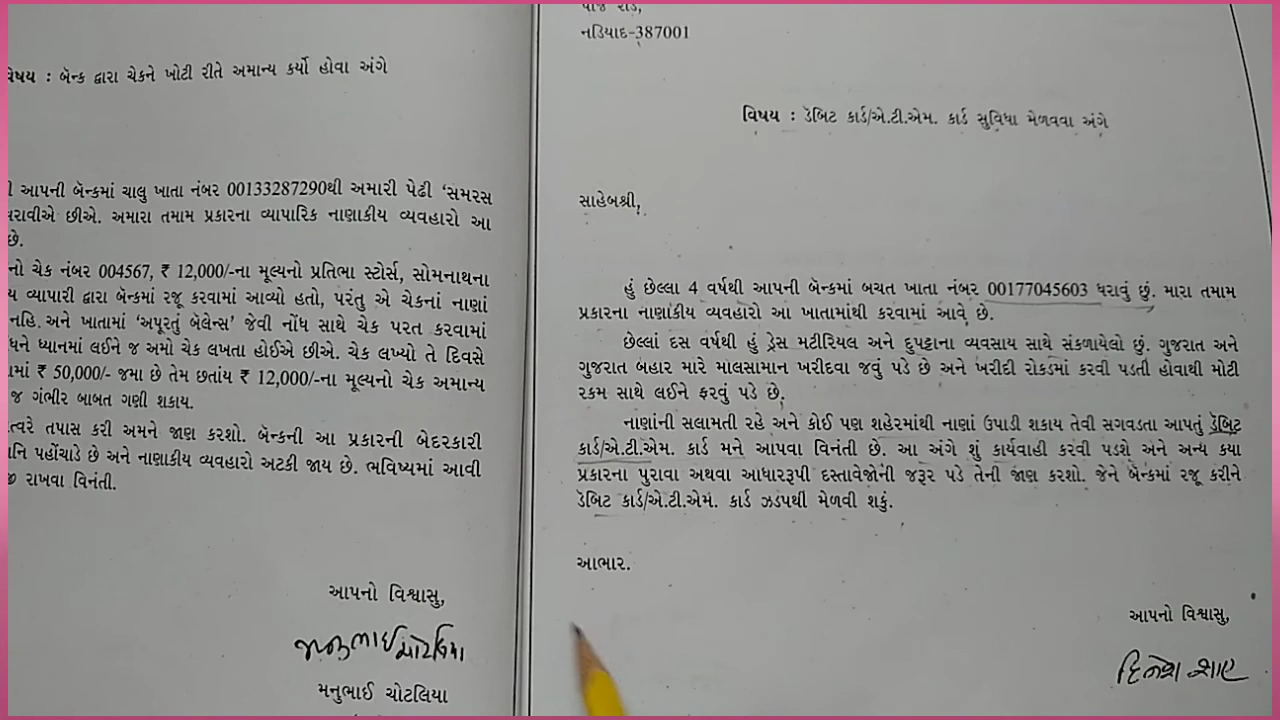 વિષય : બૅન્ક દ્વારા ચેકને ખોટી રીતે અમાન્ય કર્યો હોવા અંગે
આપની બૅન્કમાં ચાલુ ખાતા નંબર 00133287290થી અમારી પેઢી ‘સમરસ
ધરાવીએ છીએ. અમારા તમામ પ્રકારના વ્યાપારિક નાણાકીય વ્યવહારો આ
છે.
નો ચેક નંબર 004567, ₹ 12,000/-ના મૂલ્યનો પ્રતિભા સ્ટોર્સ, સોમનાથના
વ્યાપારી દ્વારા બૅન્કમાં રજૂ કરવામાં આવ્યો હતો, પરંતુ એ ચેકનાં નાણાં
નહિ. અને ખાતામાં ‘અપૂરતું બૅલેન્સ’ જેવી નોંધ સાથે ચેક પરત કરવામાં
ધ્યાનમાં લઈને જ અમો ચેક લખતા હોઈએ છીએ. ચેક લખ્યો તે દિવસે
₹ 50,000/- જમા છે તેમ છતાંય ₹ 12,000/-ના મૂલ્યનો ચેક અમાન્ય
જ ગંભીર બાબત ગણી શકાય.
ત્વરે તપાસ કરી અમને જાણ કરશો. બૅન્કની આ પ્રકારની બેદરકારી
પહોંચાડે છે અને નાણાકીય વ્યવહારો અટકી જાય છે. ભવિષ્યમાં આવી
રાખવા વિનંતી.
આપનો વિશ્વાસુ,
મનુભાઈ ચોટલિયા
નડિયાદ-387001
વિષય : ડૅબિટ કાર્ડ/એ.ટી.એમ. કાર્ડ સુવિધા મેળવવા અંગે
સાહેબશ્રી,
હું છેલ્લા 4 વર્ષથી આપની બૅન્કમાં બચત ખાતા નંબર 00177045603 ધરાવું છું. મારા તમામ
પ્રકારના નાણાકીય વ્યવહારો આ ખાતામાંથી કરવામાં આવે છે.
છેલ્લાં દસ વર્ષથી હું ડ્રેસ મટીરિયલ અને દુપટ્ટાના વ્યવસાય સાથે સંકળાયેલો છું. ગુજરાત અને
ગુજરાત બહાર મારે માલસામાન ખરીદવા જવું પડે છે અને ખરીદી રોકડમાં કરવી પડતી હોવાથી મોટી
રકમ સાથે લઈને ફરવું પડે છે.
નાણાંની સલામતી રહે અને કોઈ પણ શહેરમાંથી નાણાં ઉપાડી શકાય તેવી સગવડતા આપતું ડૅબિટ
કાર્ડ/એ.ટી.એમ. કાર્ડ મને આપવા વિનંતી છે. આ અંગે શું કાર્યવાહી કરવી પડશે અને અન્ય કયા
પ્રકારના પુરાવા અથવા આધારરૂપી દસ્તાવેજોની જરૂર પડે તેની જાણ કરશો. જેને બૅન્કમાં રજૂ કરીને
ડૅબિટ કાર્ડ/એ.ટી.એમ. કાર્ડ ઝડપથી મેળવી શકું.
આભાર.
આપનો વિશ્વાસુ,
દિનેશ શાહ